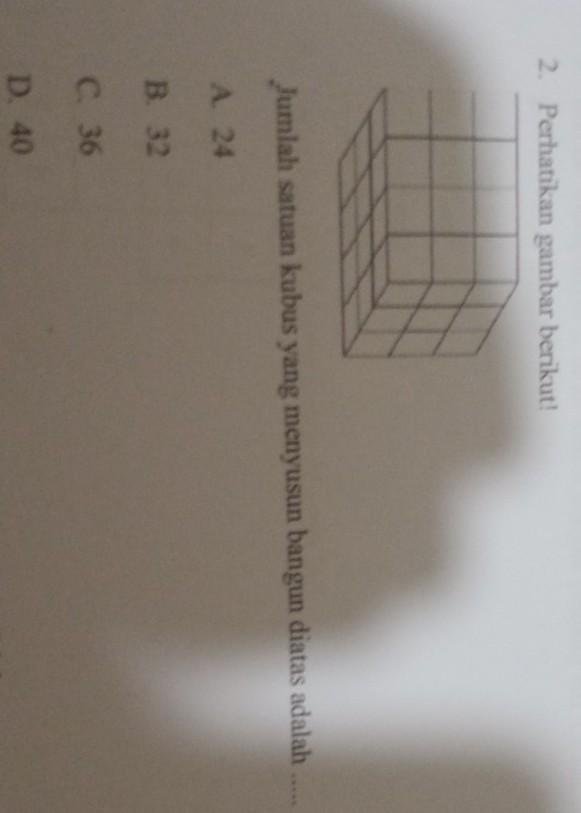 2. Perhatikan gambar berikut!
Jumlah satuan kubus yang menyusun bangun diatas adalah .....
A. 24
B. 32
C. 36
D. 40